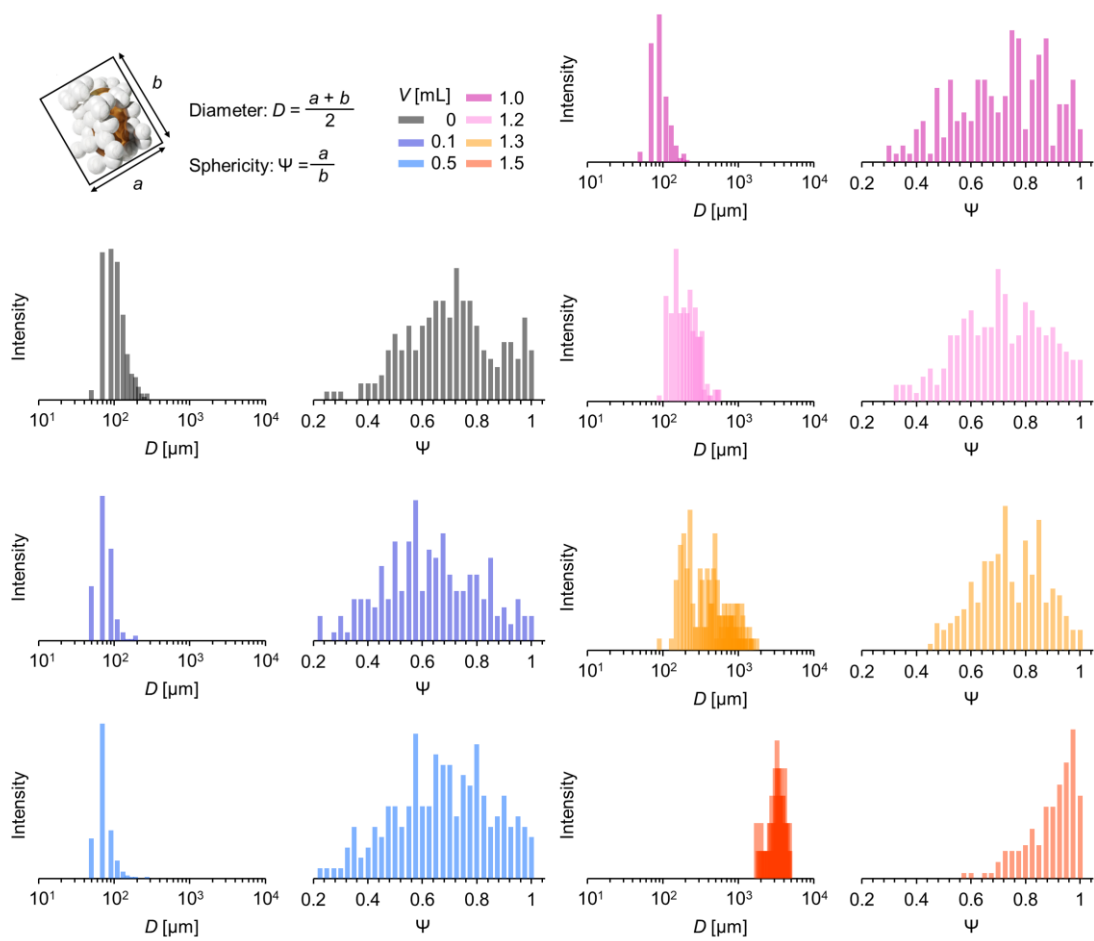 b
a
Diameter: D = (a + b) / 2
Sphericity: Ψ = a / b
V [mL]
0
0.1
0.5
1.0
1.2
1.3
1.5
Intensity
10¹ 10² 10³ 10⁴
D [µm]
0.2 0.4 0.6 0.8 1
Ψ
Intensity
10¹ 10² 10³ 10⁴
D [µm]
0.2 0.4 0.6 0.8 1
Ψ
Intensity
10¹ 10² 10³ 10⁴
D [µm]
0.2 0.4 0.6 0.8 1
Ψ
Intensity
10¹ 10² 10³ 10⁴
D [µm]
0.2 0.4 0.6 0.8 1
Ψ
Intensity
10¹ 10² 10³ 10⁴
D [µm]
0.2 0.4 0.6 0.8 1
Ψ
Intensity
10¹ 10² 10³ 10⁴
D [µm]
0.2 0.4 0.6 0.8 1
Ψ
Intensity
10¹ 10² 10³ 10⁴
D [µm]
0.2 0.4 0.6 0.8 1
Ψ